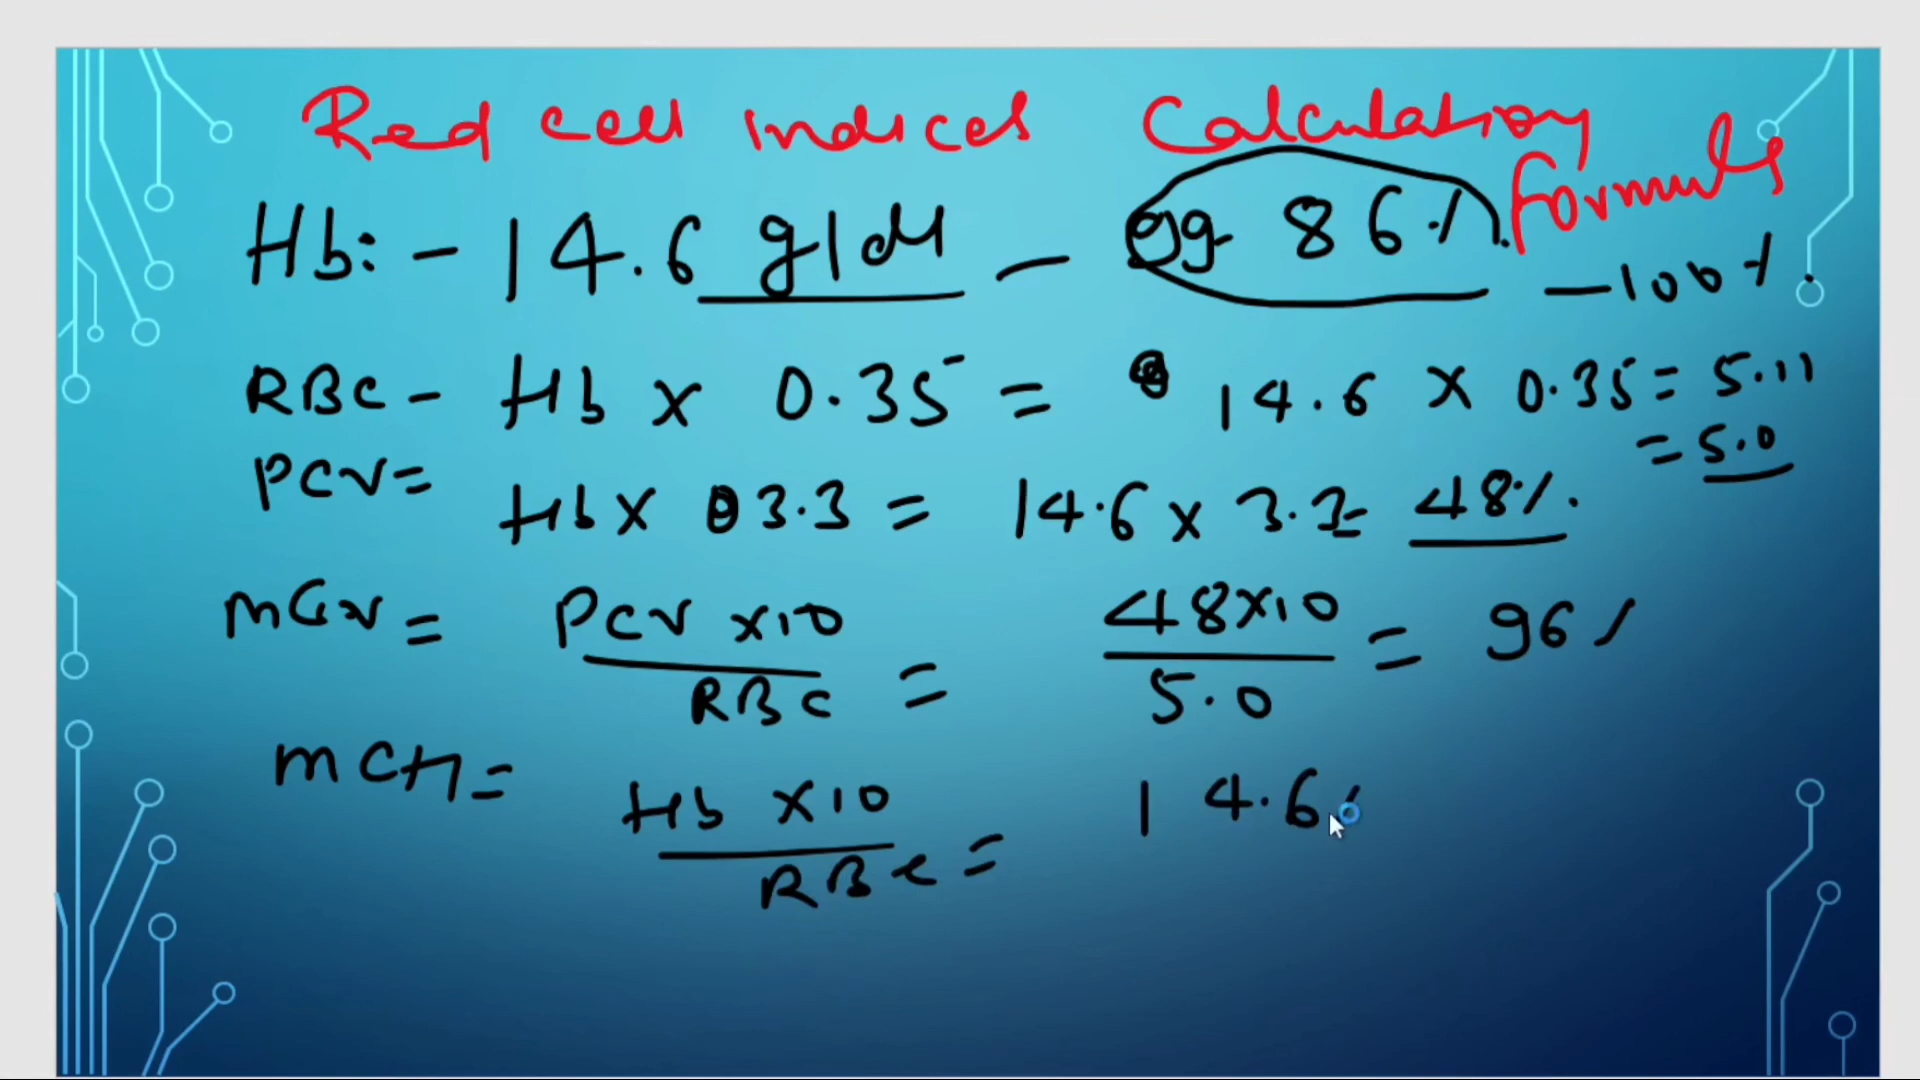 Red cell indices Calculation formula
Hb:- 14.6 g/dl — eg 86%. — 100%.
RBC - Hb x 0.35 = 14.6 x 0.35 = 5.11
= 5.0
PCV = Hb x 3.3 = 14.6 x 3.3 = 48%.
MCV = PCV x10 / RBC = 48x10 / 5.0 = 96
MCH = Hb x10 / RBC = 14.6